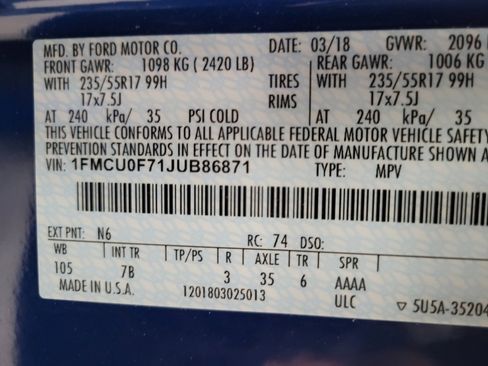 MFD. BY FORD MOTOR CO. DATE: 03/18 GVWR: 2096
FRONT GAWR: 1098 KG ( 2420 LB) REAR GAWR: 1006 KG
WITH 235/55R17 99H TIRES WITH 235/55R17 99H
17x7.5J RIMS 17x7.5J
AT 240 kPa/ 35 PSI COLD AT 240 kPa/ 35
THIS VEHICLE CONFORMS TO ALL APPLICABLE FEDERAL MOTOR VEHICLE SAFETY
PREVENTION STANDARDS IN EFFECT ON THE DATE OF MANUFACTURE SHOWN
VIN: 1FMCU0F71JUB86871 TYPE: MPV
EXT PNT: N6 RC: 74 DSO:
WB INT TR TP/PS R AXLE TR SPR
105 7B 3 35 6 AAAA
MADE IN U.S.A. 1201803025013 ULC ▽ 5U5A-35204